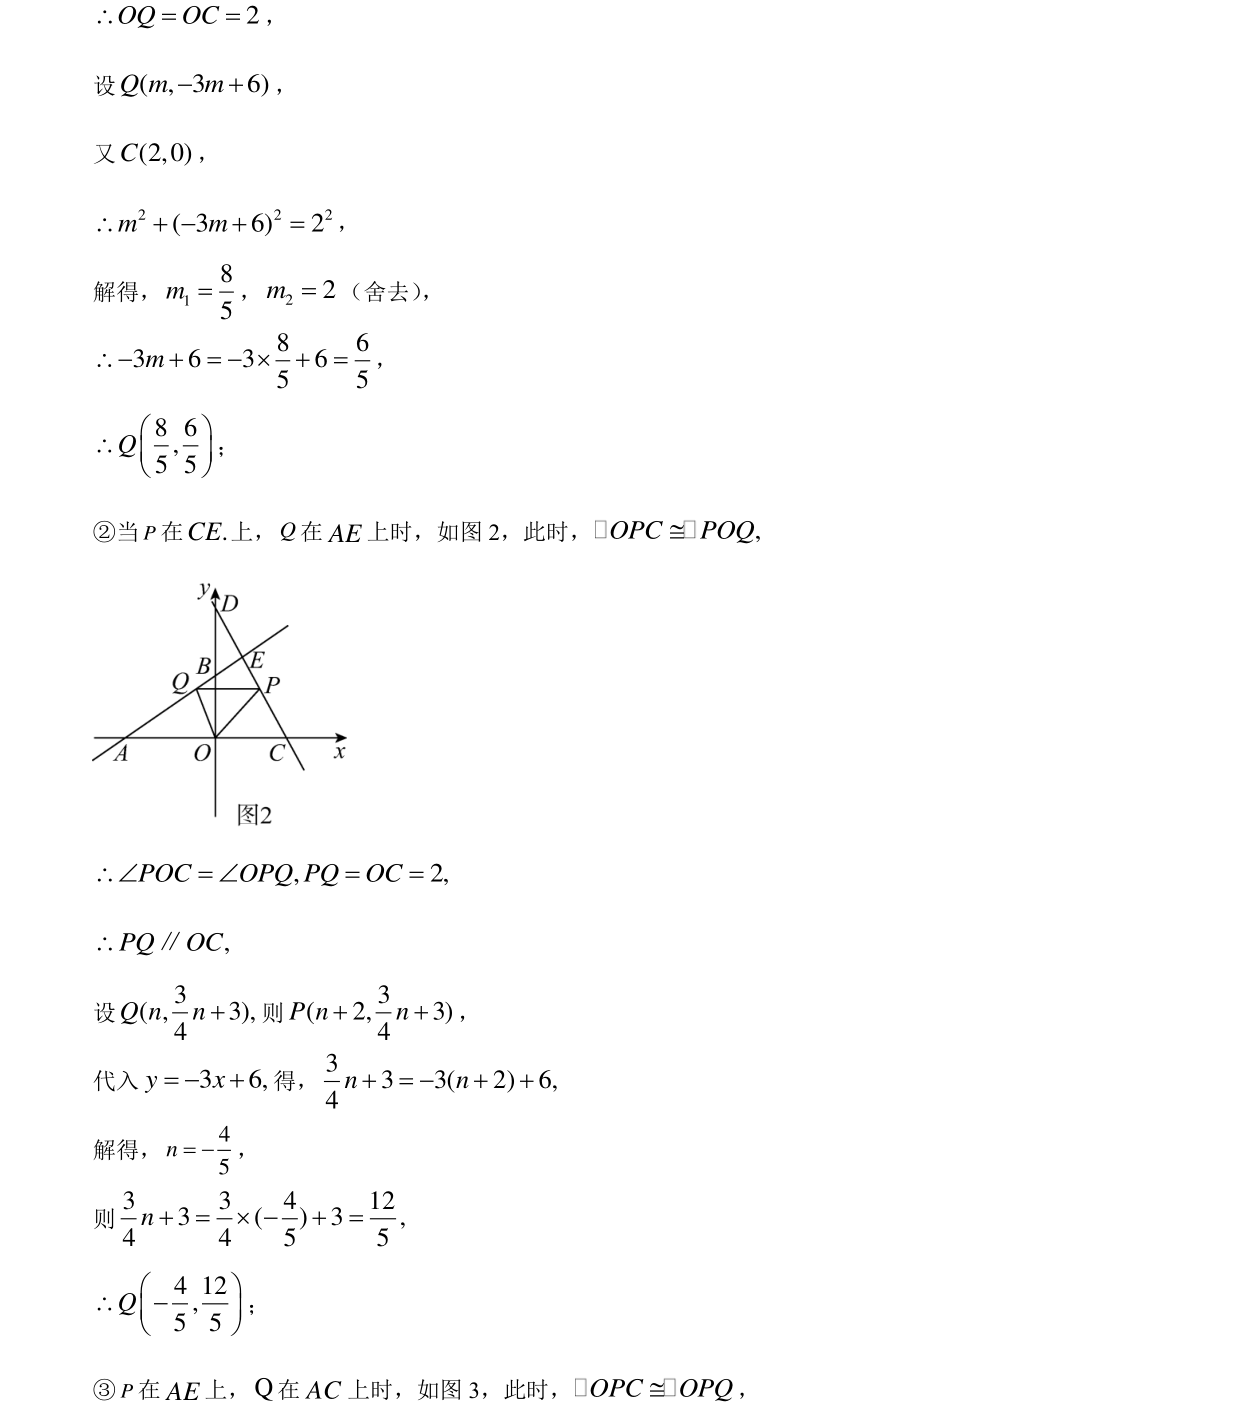 ∴OQ=OC=2，
设Q(m,−3m+6)，
又C(2,0)，
∴m²+(−3m+6)²=2²，
解得，m₁=8/5，m₂=2（舍去），
∴−3m+6=−3×8/5+6=6/5，
∴Q(8/5,6/5)；
②当P在CE.上，Q在AE上时，如图2，此时，□OPC≅□POQ,
y
D
B
E
Q
P
A
O
C
x
图2
∴∠POC=∠OPQ,PQ=OC=2,
∴PQ∥OC,
设Q(n,3/4n+3),则P(n+2,3/4n+3)，
代入y=−3x+6,得，3/4n+3=−3(n+2)+6,
解得，n=−4/5，
则3/4n+3=3/4×(−4/5)+3=12/5,
∴Q(−4/5,12/5)；
③P在AE上，Q在AC上时，如图3，此时，□OPC≅□OPQ，